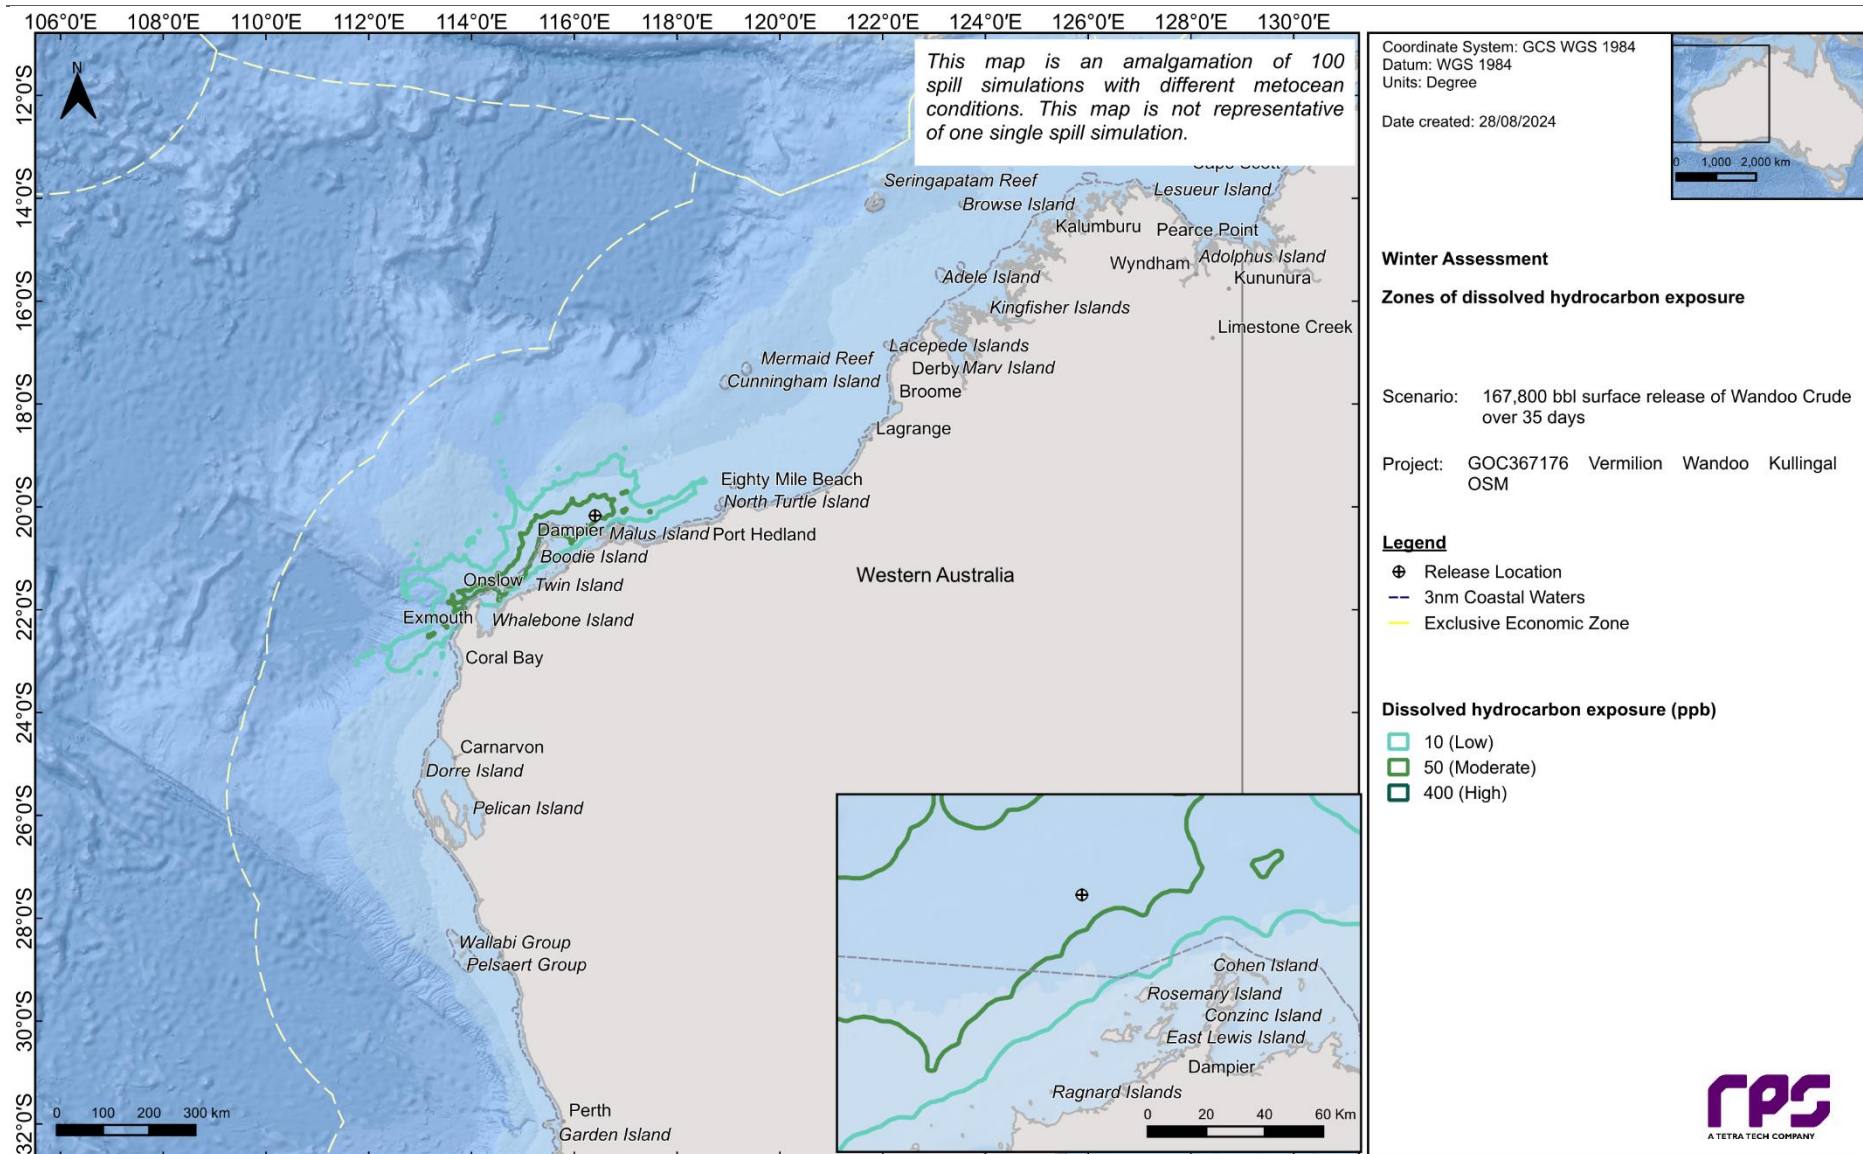 106°0'E 108°0'E 110°0'E 112°0'E 114°0'E 116°0'E 118°0'E 120°0'E 122°0'E 124°0'E 126°0'E 128°0'E 130°0'E
12°0'S
14°0'S
16°0'S
18°0'S
20°0'S
22°0'S
24°0'S
26°0'S
28°0'S
30°0'S
32°0'S
N
This map is an amalgamation of 100
spill simulations with different metocean
conditions. This map is not representative
of one single spill simulation.
Seringapatam Reef
Lesueur Island
Browse Island
Kalumburu
Pearce Point
Wyndham
Adolphus Island
Kununura
Adele Island
Kingfisher Islands
Limestone Creek
Lacepede Islands
Mermaid Reef
Derby
Marv Island
Cunningham Island
Broome
Lagrange
Eighty Mile Beach
North Turtle Island
Dampier
Malus Island
Port Hedland
Boodie Island
Onslow
Twin Island
Western Australia
Exmouth
Whalebone Island
Coral Bay
Carnarvon
Dorre Island
Pelican Island
Wallabi Group
Pelsaert Group
Perth
Garden Island
0 100 200 300 km
Cohen Island
Rosemary Island
Conzinc Island
East Lewis Island
Dampier
Ragnard Islands
0 20 40 60 Km
Coordinate System: GCS WGS 1984
Datum: WGS 1984
Units: Degree
Date created: 28/08/2024
0 1,000 2,000 km
Winter Assessment
Zones of dissolved hydrocarbon exposure
Scenario: 167,800 bbl surface release of Wandoo Crude
over 35 days
Project: GOC367176 Vermilion Wandoo Kullingal
OSM
Legend
Release Location
3nm Coastal Waters
Exclusive Economic Zone
Dissolved hydrocarbon exposure (ppb)
10 (Low)
50 (Moderate)
400 (High)
rps
A TETRA TECH COMPANY